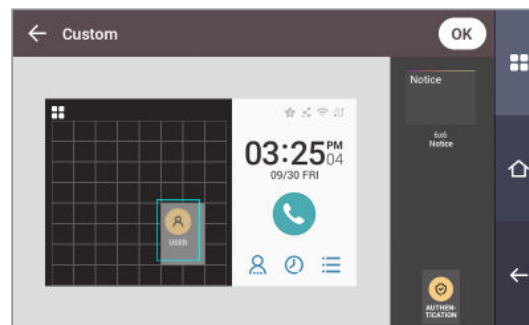 Custom
OK
03:25 PM 04
09/30 FRI
USER
Notice
6x6
Notice
AUTHEN-
TICATION